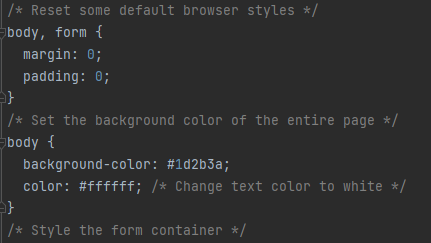 /* Reset some default browser styles */
body, form {
  margin: 0;
  padding: 0;
}
/* Set the background color of the entire page */
body {
  background-color: #1d2b3a;
  color: #ffffff; /* Change text color to white */
}
/* Style the form container */